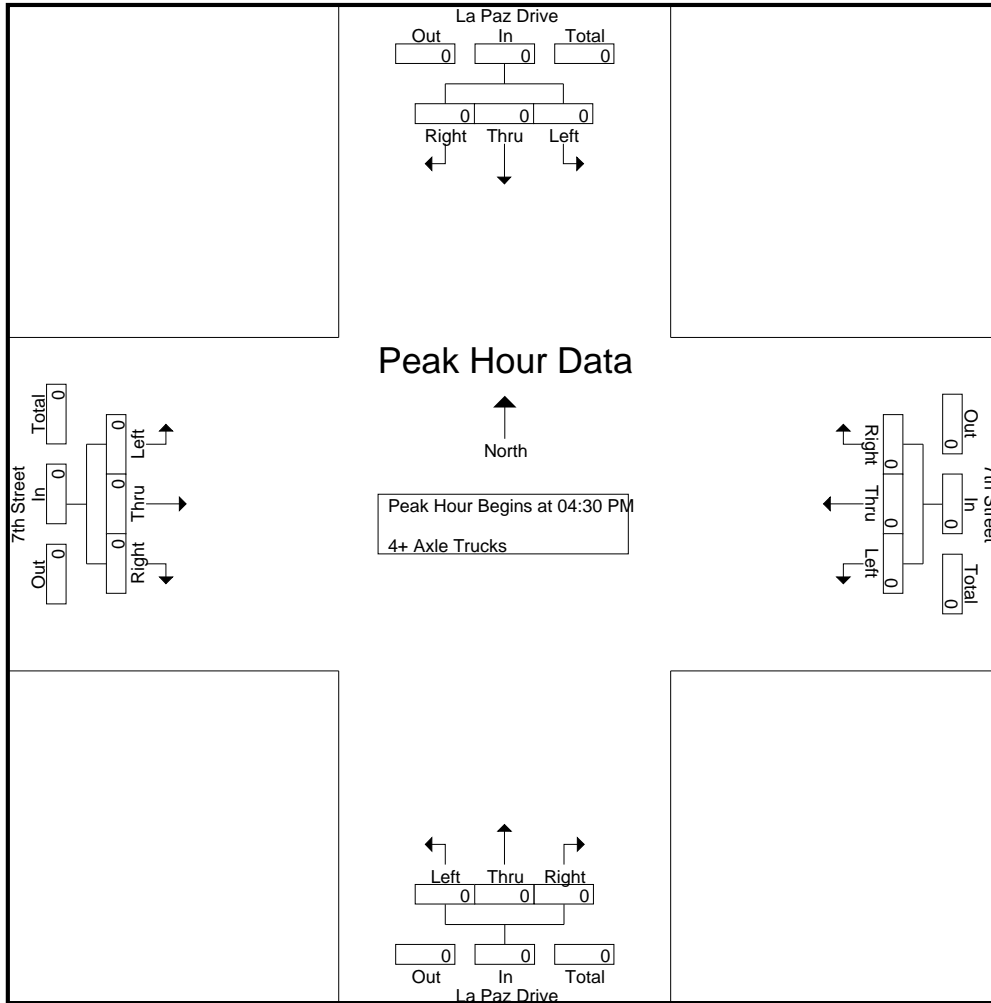 La Paz Drive
Out In Total
0 0 0
0 0 0
Right Thru Left
Peak Hour Data
North
Peak Hour Begins at 04:30 PM
4+ Axle Trucks
7th Street
Out In Total
0 0 0
Right Thru Left
0 0 0
7th Street
Out In Total
0 0 0
Right Thru Left
0 0 0
Left Thru Right
0 0 0
0 0 0
Out In Total
La Paz Drive